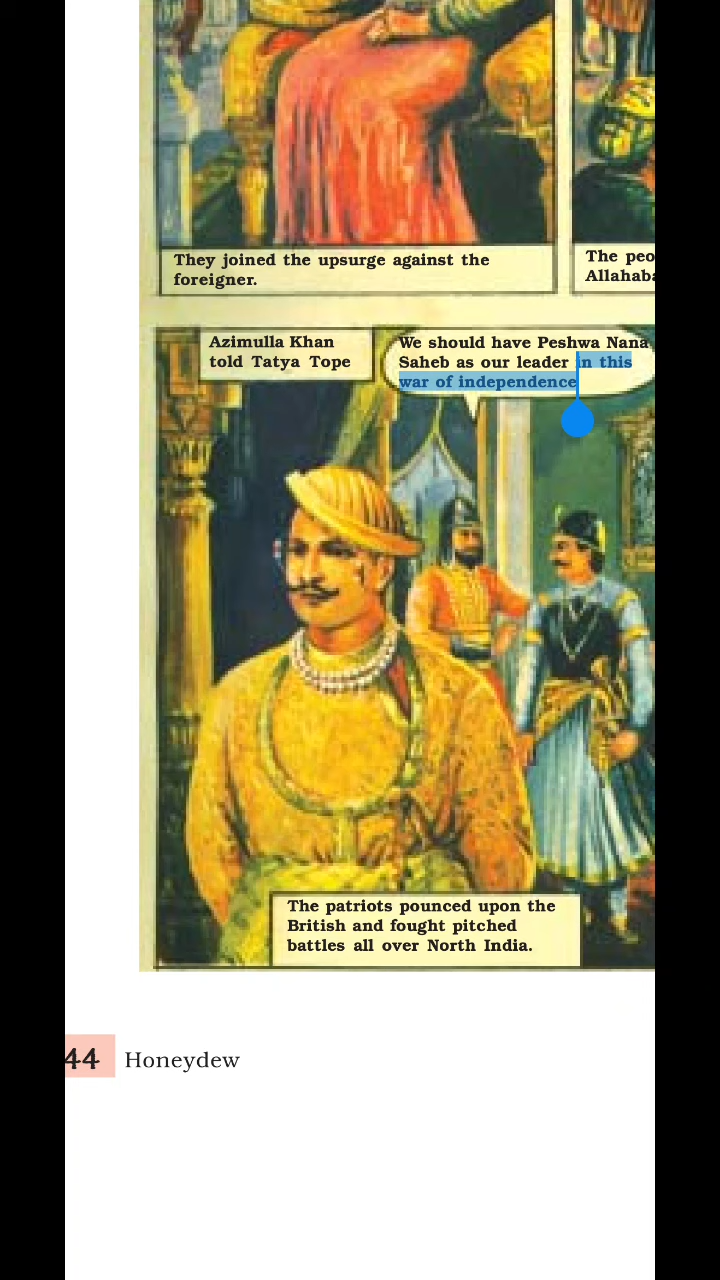 They joined the upsurge against the
foreigner.
The
Azimulla Khan
told Tatya Tope
We should have Peshwa Nana
Saheb as our leader in this
war of independence
The patriots pounced upon the
British and fought pitched
battles all over North India.
44 Honeydew